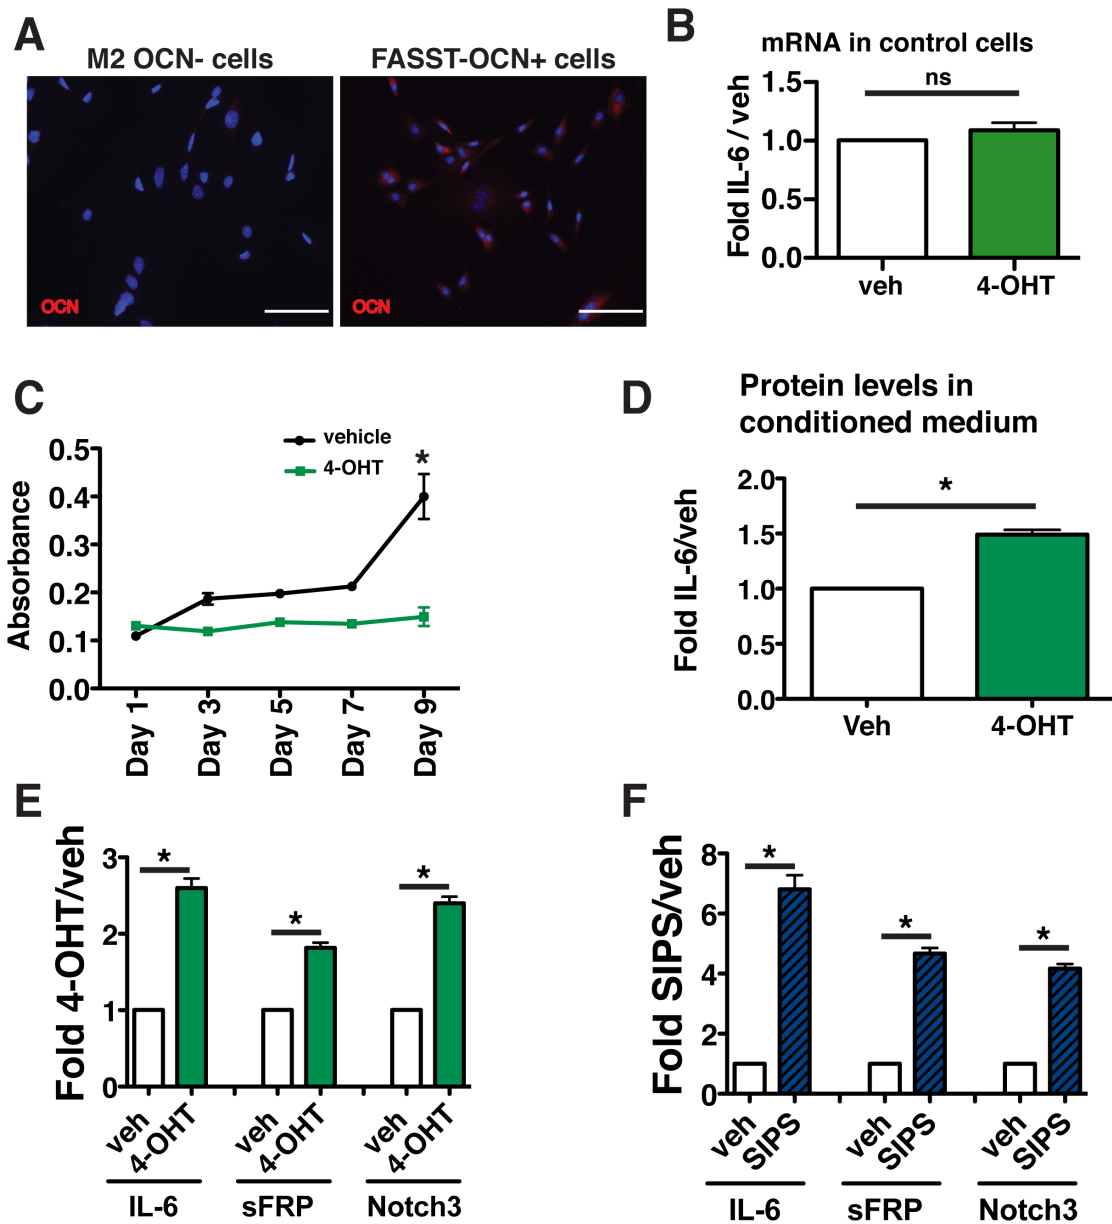 A
M2 OCN- cells
FASST-OCN+ cells
OCN
OCN
B
mRNA in control cells
Fold IL-6 / veh
1.5
1.0
0.5
0.0
ns
veh
4-OHT
C
Absorbance
0.5
0.4
0.3
0.2
0.1
0.0
vehicle
4-OHT
*
Day 1
Day 3
Day 5
Day 7
Day 9
D
Protein levels in
conditioned medium
Fold IL-6/veh
2.0
1.5
1.0
0.5
0.0
*
Veh
4-OHT
E
Fold 4-OHT/veh
3
2
1
0
*
*
*
veh
4-OHT
veh
4-OHT
veh
4-OHT
IL-6
sFRP
Notch3
F
Fold SIPS/veh
8
6
4
2
0
*
*
*
veh
SIPS
veh
SIPS
veh
SIPS
IL-6
sFRP
Notch3